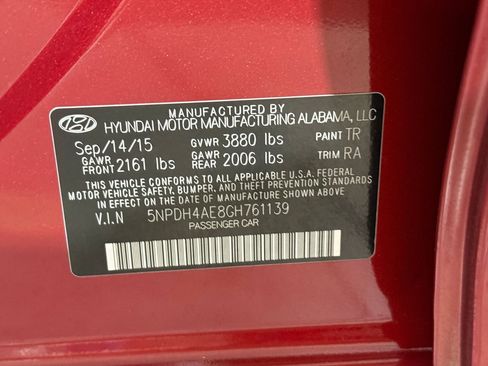 MANUFACTURED BY
HYUNDAI MOTOR MANUFACTURING ALABAMA, LLC
Sep/14/15 GVWR 3880 lbs PAINT TR
GAWR FRONT 2161 lbs GAWR REAR 2006 lbs TRIM RA
THIS VEHICLE CONFORMS TO ALL APPLICABLE U.S.A. FEDERAL
MOTOR VEHICLE SAFETY, BUMPER, AND THEFT PREVENTION STANDARDS
IN EFFECT ON THE DATE OF MANUFACTURE SHOWN ABOVE.
V.I.N 5NPDH4AE8GH761139
PASSENGER CAR